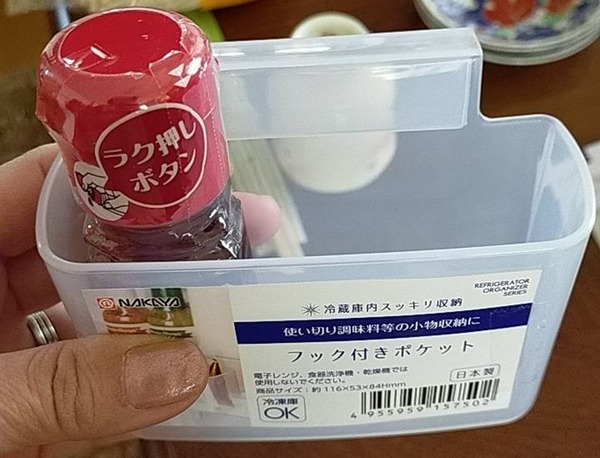 ラク押し
ボタン
NAKAYA
REFRIGERATOR
ORGANIZER
SERIES
冷蔵庫内スッキリ収納
使い切り調味料等の小物収納に
フック付きポケット
電子レンジ、食器洗浄機・乾燥機では
使用しないでください。
商品サイズ:約116×53×84Hmm
日本製
冷凍庫
OK
4 955959 157502